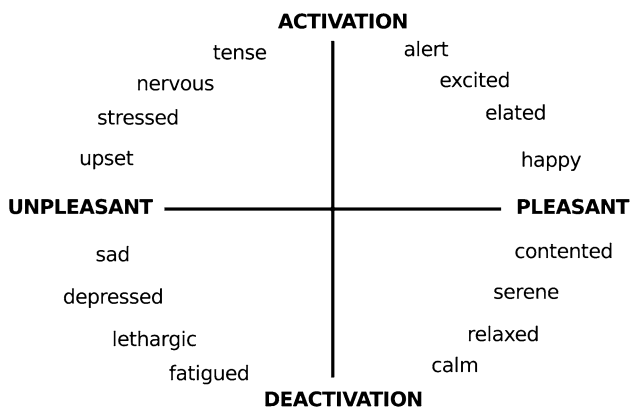 ACTIVATION
tense
alert
nervous
excited
stressed
elated
upset
happy
UNPLEASANT
PLEASANT
sad
contented
depressed
serene
lethargic
relaxed
fatigued
calm
DEACTIVATION